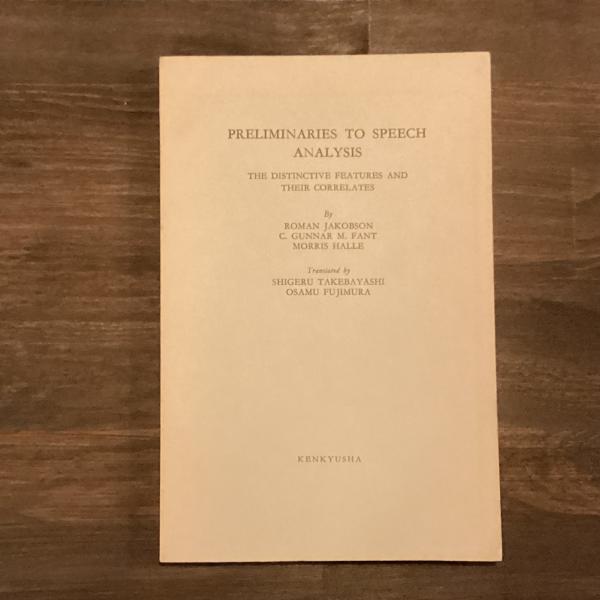 PRELIMINARIES TO SPEECH
ANALYSIS
THE DISTINCTIVE FEATURES AND
THEIR CORRELATES
By
ROMAN JAKOBSON
C. GUNNAR M. FANT
MORRIS HALLE
Translated by
SHIGERU TAKEBAYASHI
OSAMU FUJIMURA
KENKYUSHA